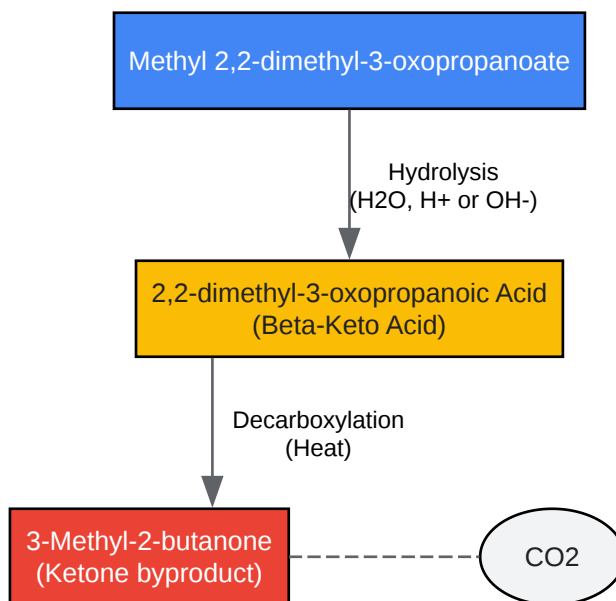 Methyl 2,2-dimethyl-3-oxopropanoate
Hydrolysis
(H2O, H+ or OH-)
2,2-dimethyl-3-oxopropanoic Acid
(Beta-Keto Acid)
Decarboxylation
(Heat)
3-Methyl-2-butanone
(Ketone byproduct)
CO2